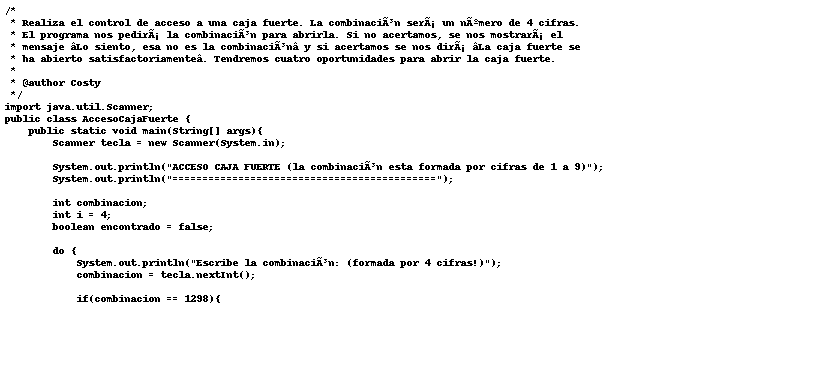 /*
 * Realiza el control de acceso a una caja fuerte. La combinaciÃ³n serÃ¡ un nÃºmero de 4 cifras.
 * El programa nos pedirÃ¡ la combinaciÃ³n para abrirla. Si no acertamos, se nos mostrarÃ¡ el
 * mensaje âLo siento, esa no es la combinaciÃ³nâ y si acertamos se nos dirÃ¡ âLa caja fuerte se
 * ha abierto satisfactoriamenteâ. Tendremos cuatro oportunidades para abrir la caja fuerte.
 *
 * @author Costy
 */
import java.util.Scanner;
public class AccesoCajaFuerte {
    public static void main(String[] args){
        Scanner tecla = new Scanner(System.in);
        System.out.println("ACCESO CAJA FUERTE (la combinaciÃ³n esta formada por cifras de 1 a 9)");
        System.out.println("============================================");
        int combinacion;
        int i = 4;
        boolean encontrado = false;
        do {
            System.out.println("Escribe la combinaciÃ³n: (formada por 4 cifras!)");
            combinacion = tecla.nextInt();
            if(combinacion == 1298){